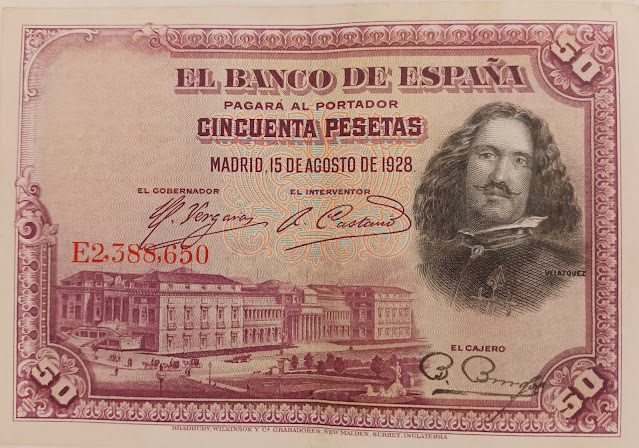 50
EL BANCO DE ESPAÑA
PAGARÁ AL PORTADOR
CINCUENTA PESETAS
MADRID, 15 DE AGOSTO DE 1928
EL GOBERNADOR EL INTERVENTOR
E2,388,650
VELAZQUEZ
EL CAJERO
50 50
BRADBURY, WILKINSON Y Cª GRABADORES, NEW MALDEN, SURREY, INGLATERRA